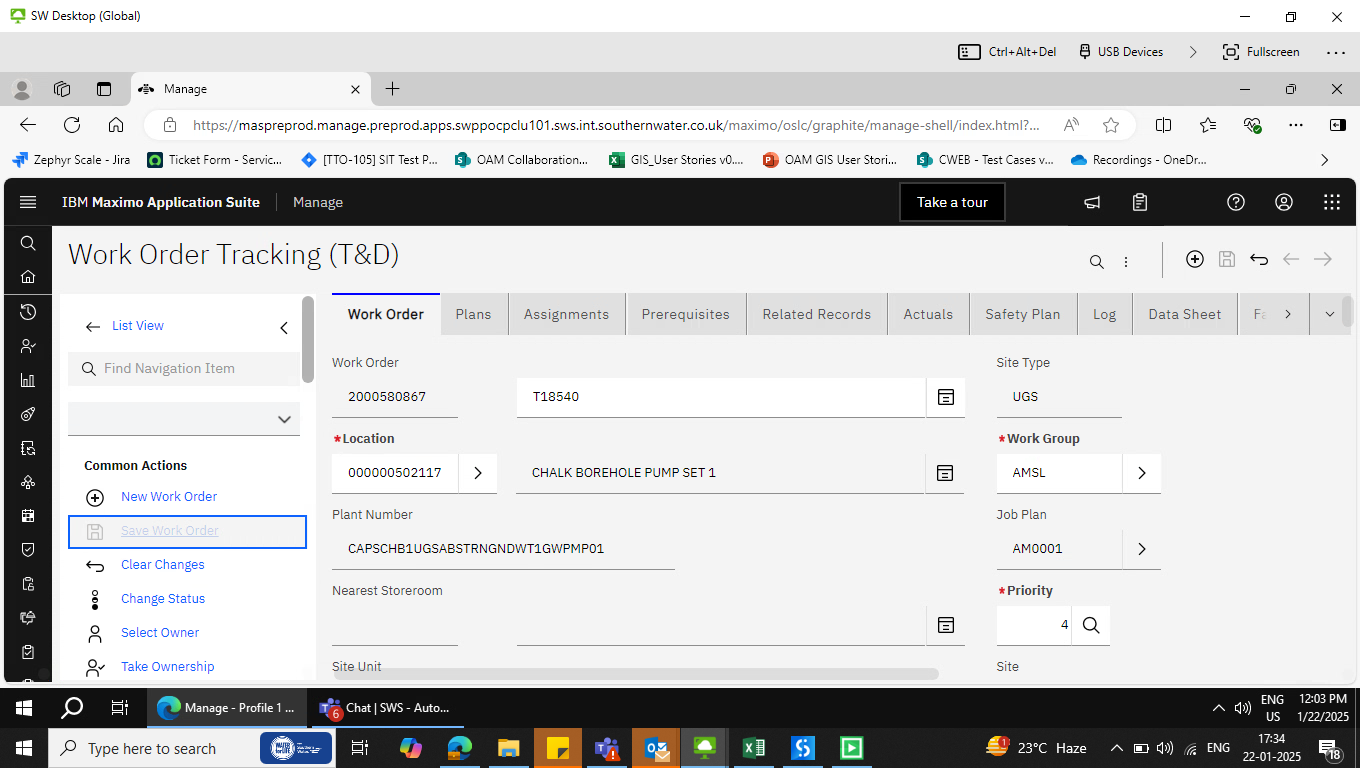 SW Desktop (Global)
Ctrl+Alt+Del
USB Devices
Fullscreen
Manage
https://maspreprod.manage.preprod.apps.swppocpclu101.sws.int.southernwater.co.uk/maximo/oslc/graphite/manage-shell/index.html?...
Zephyr Scale - Jira
Ticket Form - Servic...
[TTO-105] SIT Test P...
OAM Collaboration...
GIS_User Stories v0....
OAM GIS User Stori...
CWEB - Test Cases v...
Recordings - OneDr...
IBM Maximo Application Suite
Manage
Take a tour
Work Order Tracking (T&D)
List View
Find Navigation Item
Common Actions
New Work Order
Save Work Order
Clear Changes
Change Status
Select Owner
Take Ownership
Work Order
Plans
Assignments
Prerequisites
Related Records
Actuals
Safety Plan
Log
Data Sheet
Work Order
2000580867
T18540
Site Type
UGS
*Location
000000502117
CHALK BOREHOLE PUMP SET 1
*Work Group
AMSL
Plant Number
CAPSCHB1UGSABSTRNGNDWT1GWPMP01
Job Plan
AM0001
Nearest Storeroom
*Priority
4
Site Unit
Site
Manage - Profile 1 ...
6
Chat | SWS - Auto...
ENG
US
12:03 PM
1/22/2025
Type here to search
1
23°C Haze
ENG
17:34
22-01-2025
18